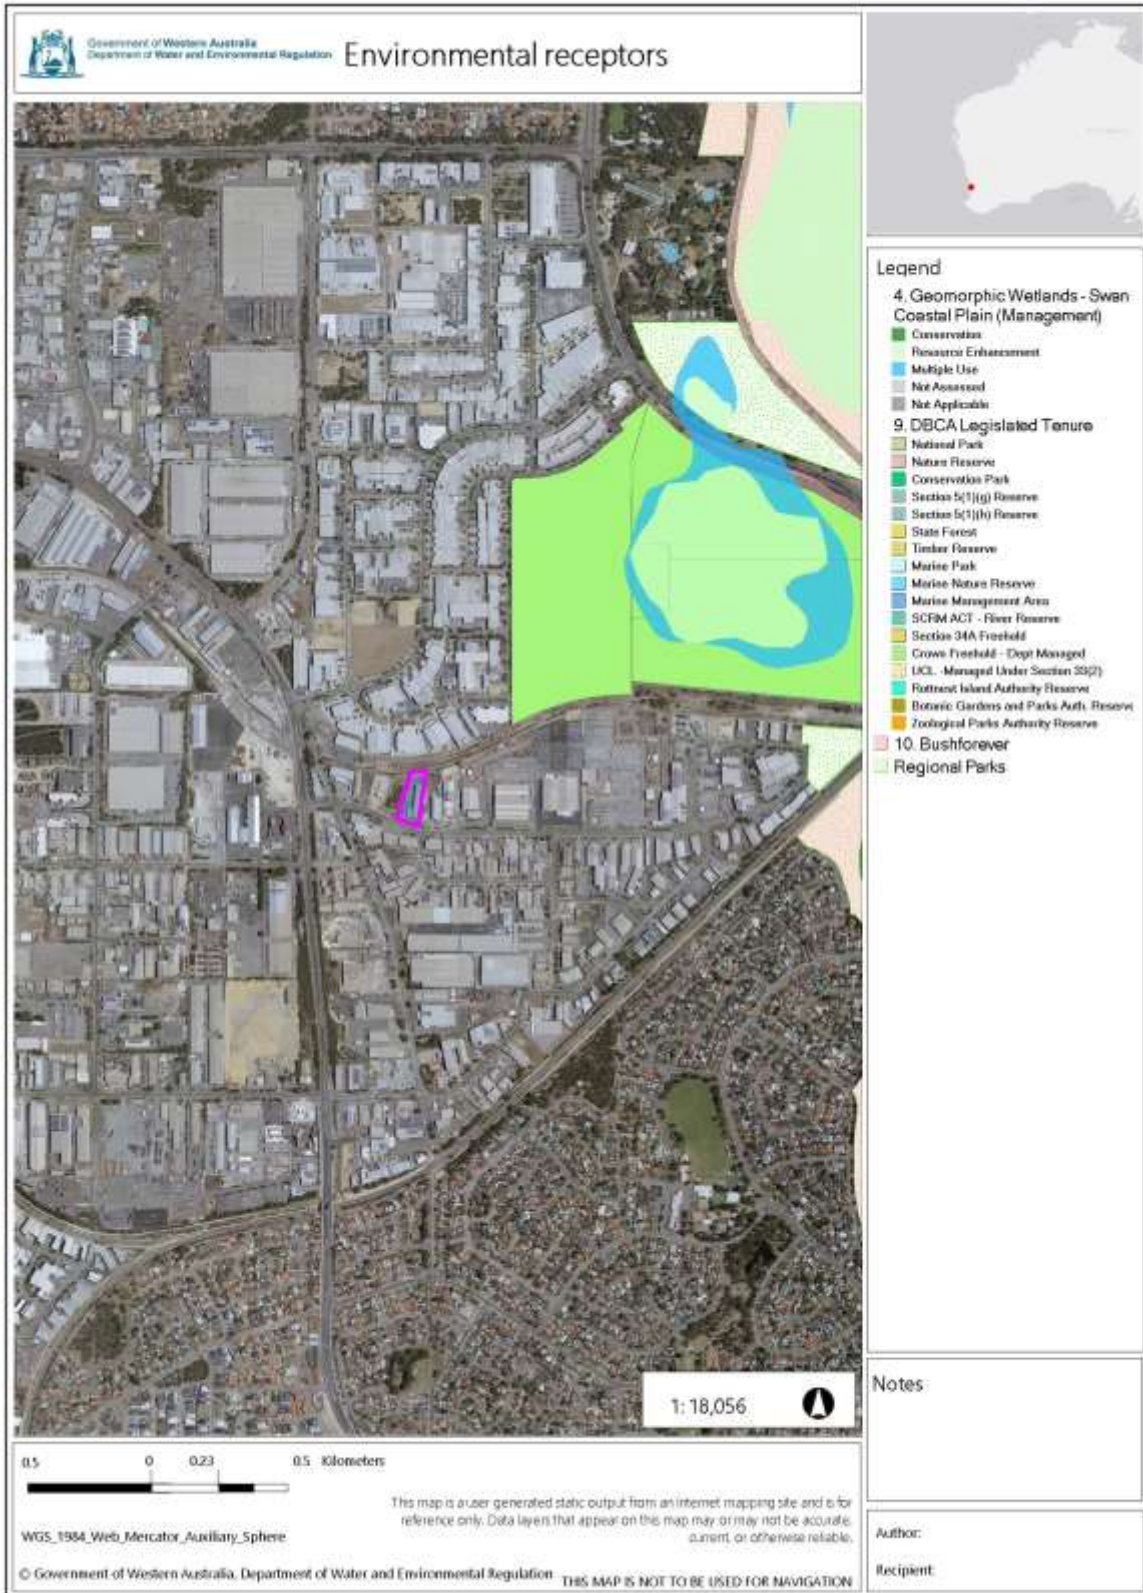 Government of Western Australia
Department of Water and Environmental Regulation
Environmental receptors
Legend
4. Geomorphic Wetlands - Swan
Coastal Plain (Management)
Conservation
Resource Enhancement
Multiple Use
Not Assessed
Not Applicable
9. DBCA Legislated Tenure
National Park
Nature Reserve
Conservation Park
Section 5(1)(g) Reserve
Section 5(1)(h) Reserve
State Forest
Timber Reserve
Marine Park
Marine Nature Reserve
Marine Management Area
SCRM ACT - River Reserve
Section 34A Freehold
Crown Freehold - Dept Managed
UCL - Managed Under Section 33(2)
Rottnest Island Authority Reserve
Botanic Gardens and Parks Auth. Reserve
Zoological Parks Authority Reserve
10. Bushforever
Regional Parks
1: 18,056
Notes
0.5 0 0.23 0.5 Kilometers
This map is a user generated static output from an Internet mapping site and is for
reference only. Data layers that appear on this map may or may not be accurate,
current, or otherwise reliable.
WGS_1984_Web_Mercator_Auxiliary_Sphere
© Government of Western Australia, Department of Water and Environmental Regulation
THIS MAP IS NOT TO BE USED FOR NAVIGATION
Author:
Recipient: